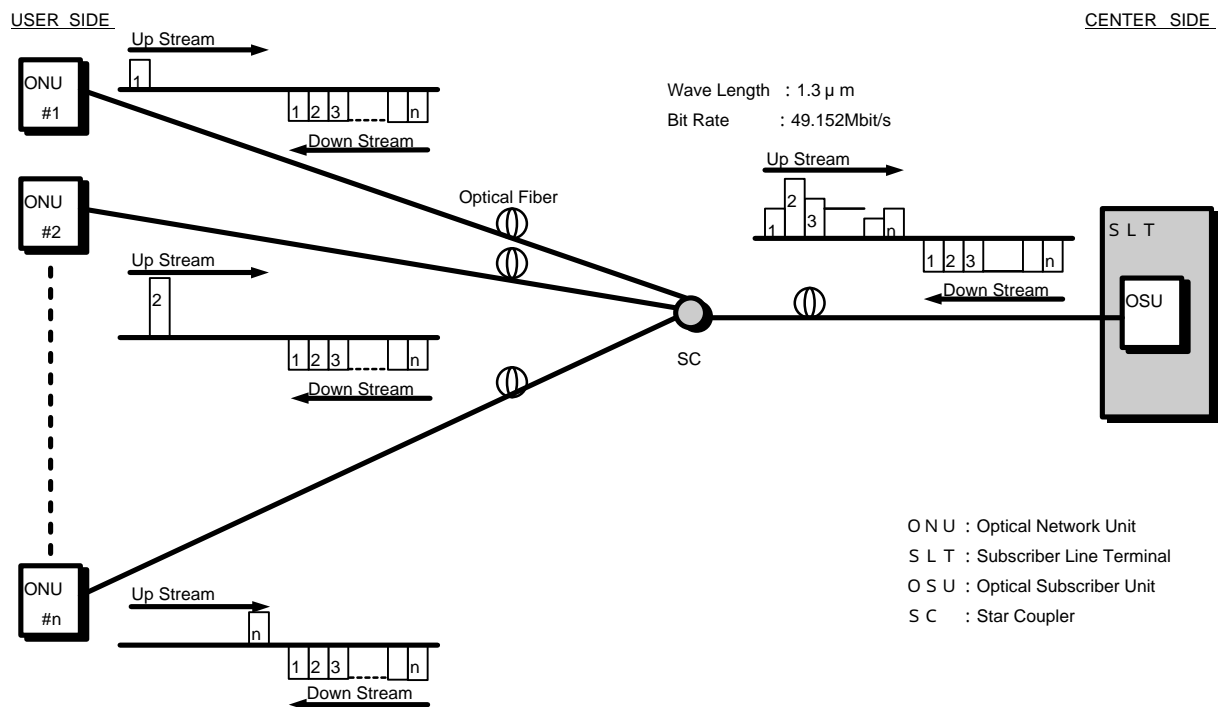 USER SIDE
CENTER SIDE
Up Stream
ONU
#1
1
1 2 3 n
Down Stream
Wave Length : 1.3 μ m
Bit Rate : 49.152Mbit/s
Up Stream
1 2 3 n
1 2 3 n
Down Stream
S L T
OSU
ONU
#2
Optical Fiber
Up Stream
2
1 2 3 n
Down Stream
SC
O N U : Optical Network Unit
S L T : Subscriber Line Terminal
O S U : Optical Subscriber Unit
S C : Star Coupler
ONU
#n
Up Stream
n
1 2 3 n
Down Stream